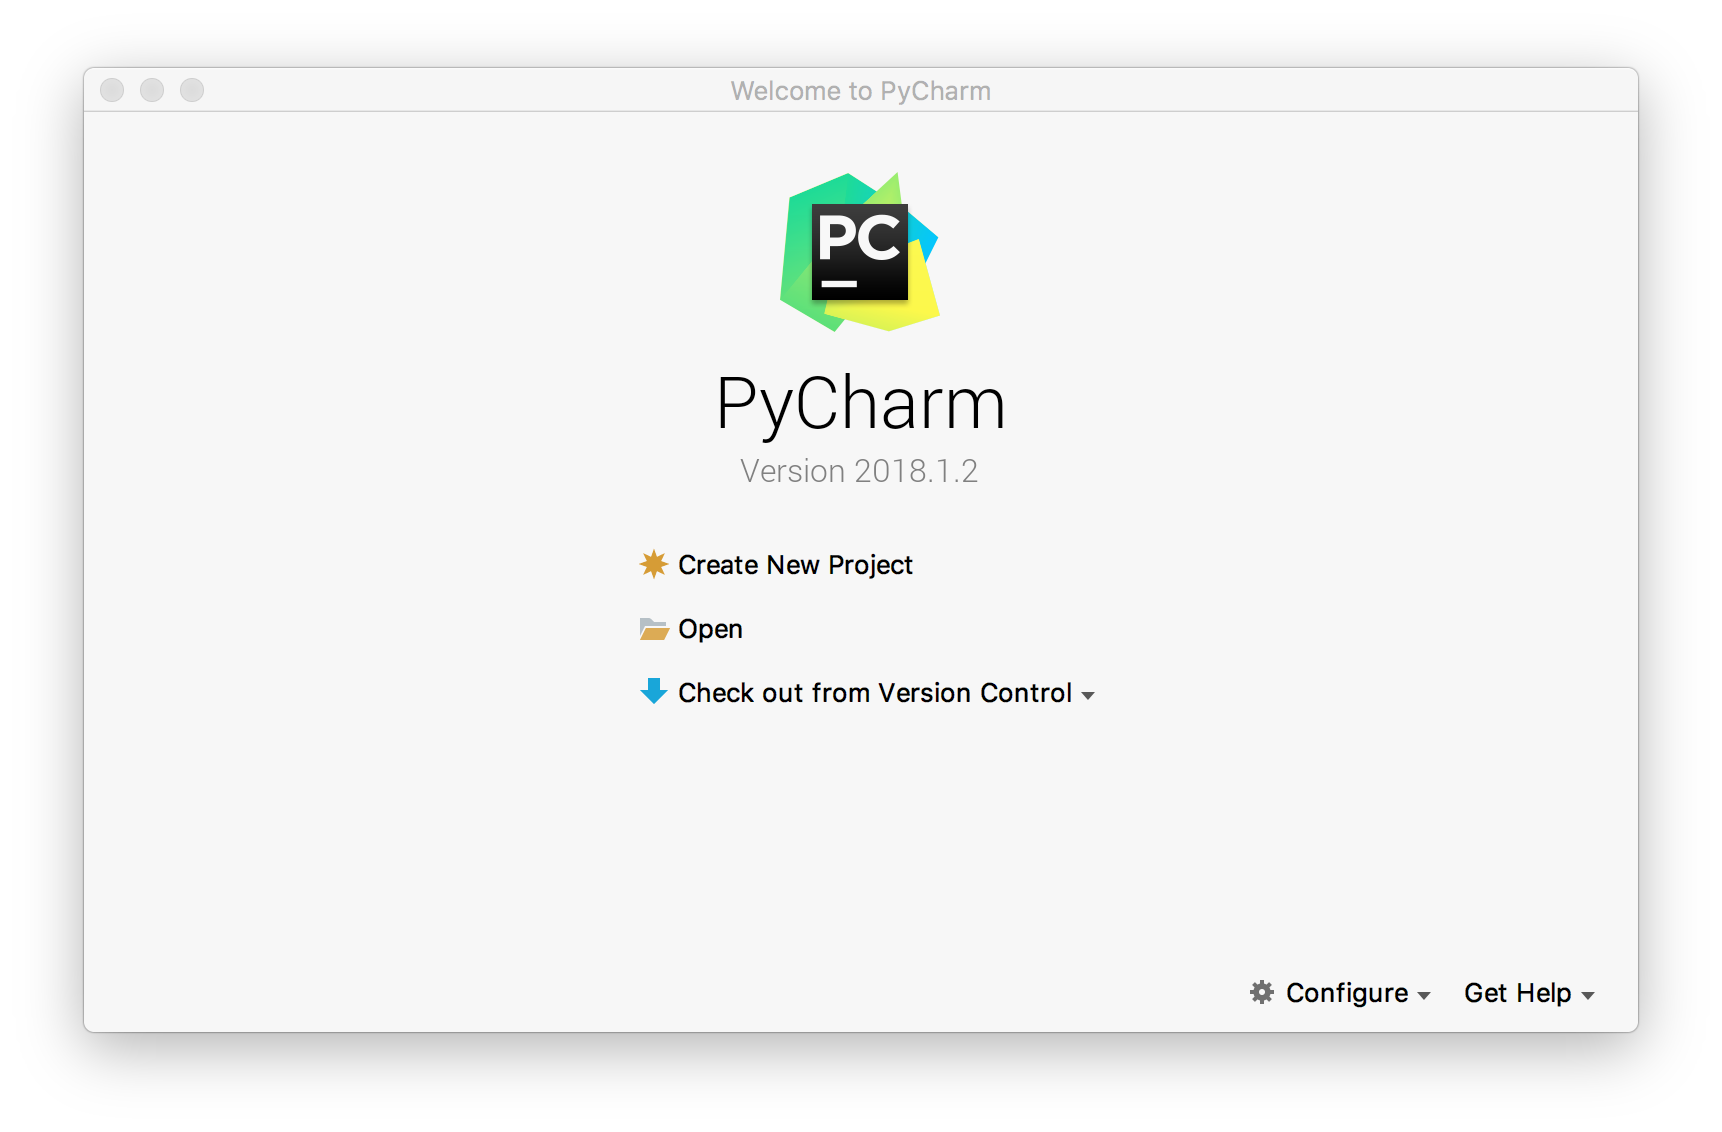 Welcome to PyCharm
PC
PyCharm
Version 2018.1.2
Create New Project
Open
Check out from Version Control
Configure
Get Help